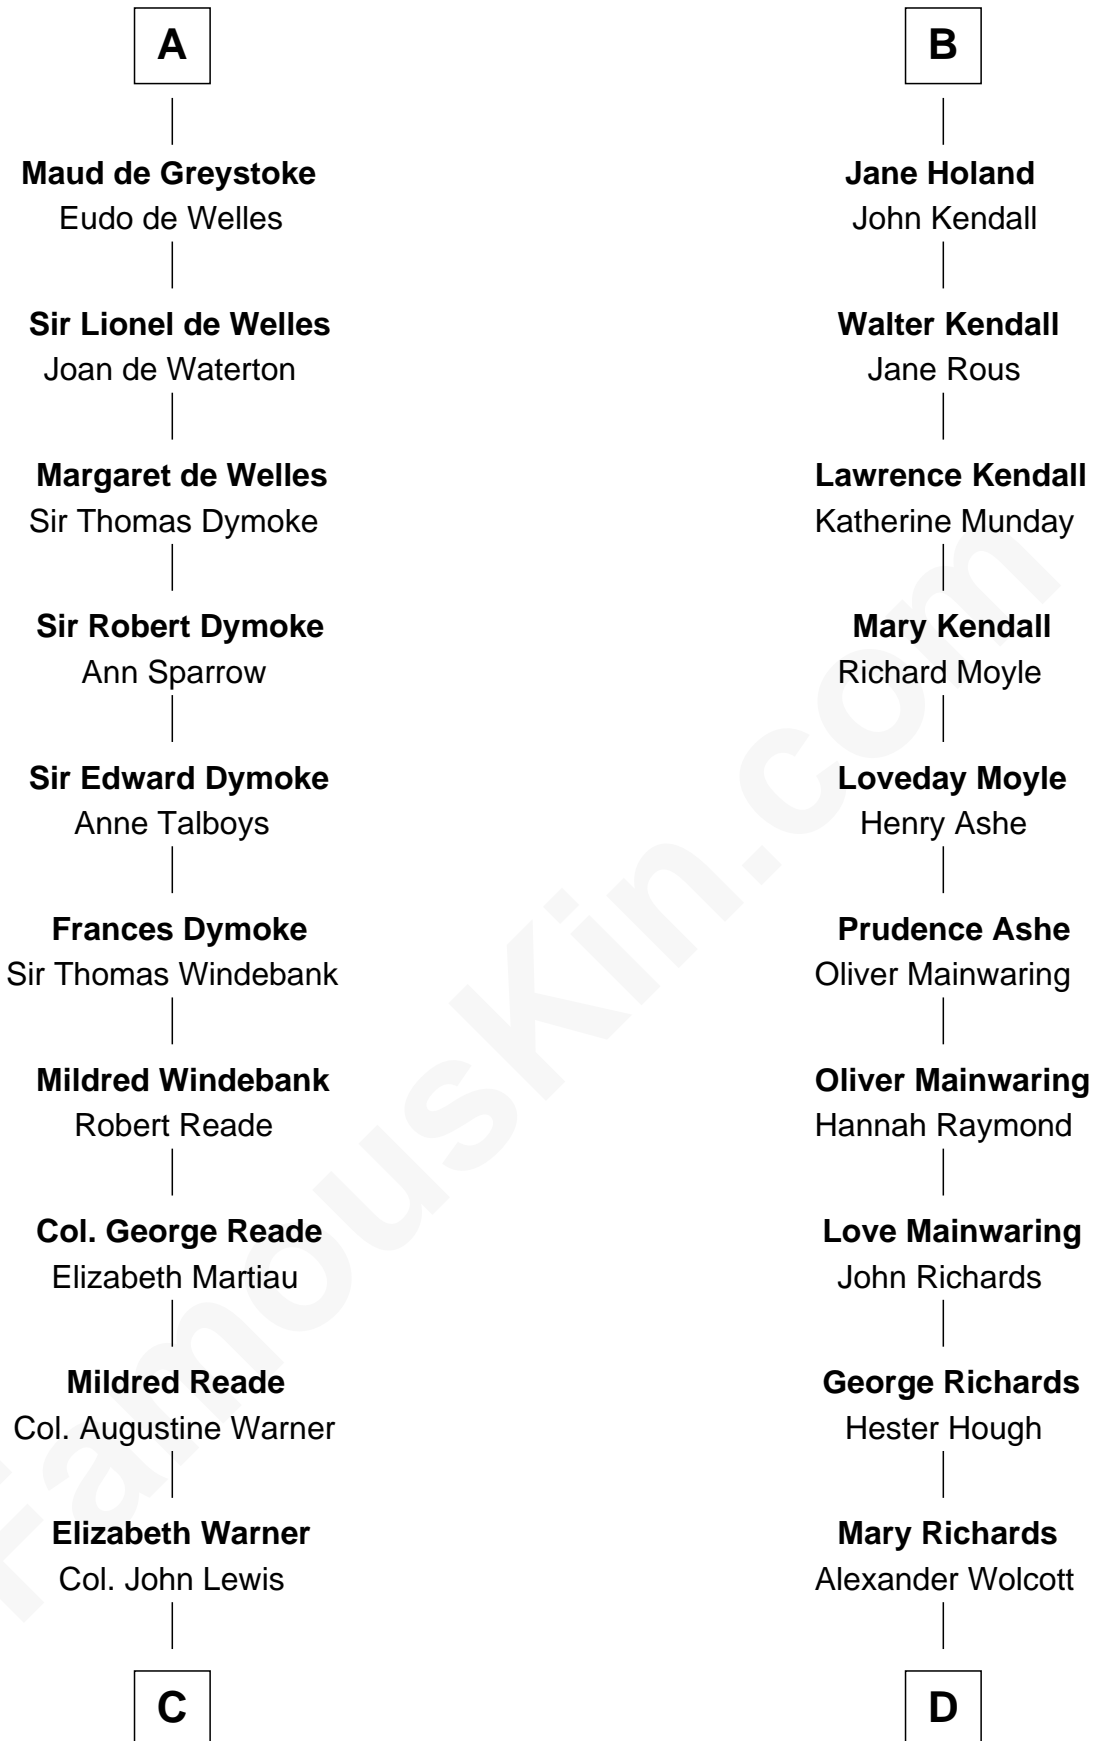 A
Maud de Greystoke
Eudo de Welles
Sir Lionel de Welles
Joan de Waterton
Margaret de Welles
Sir Thomas Dymoke
Sir Robert Dymoke
Ann Sparrow
Sir Edward Dymoke
Anne Talboys
Frances Dymoke
Sir Thomas Windebank
Mildred Windebank
Robert Reade
Col. George Reade
Elizabeth Martiau
Mildred Reade
Col. Augustine Warner
Elizabeth Warner
Col. John Lewis
C
B
Jane Holand
John Kendall
Walter Kendall
Jane Rous
Lawrence Kendall
Katherine Munday
Mary Kendall
Richard Moyle
Loveday Moyle
Henry Ashe
Prudence Ashe
Oliver Mainwaring
Oliver Mainwaring
Hannah Raymond
Love Mainwaring
John Richards
George Richards
Hester Hough
Mary Richards
Alexander Wolcott
D
FamousKin.com